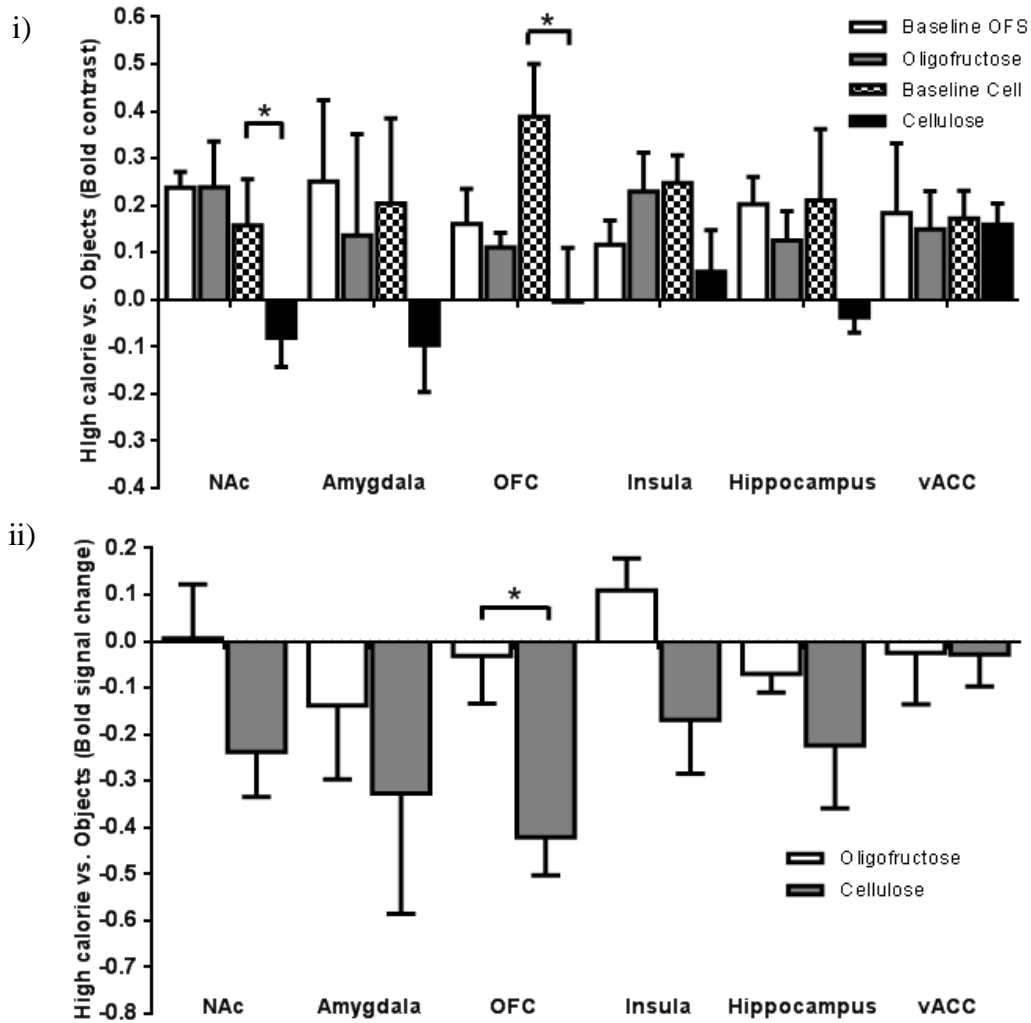 i)
High calorie vs. Objects (Bold contrast)
0.6
0.5
0.4
0.3
0.2
0.1
0.0
-0.1
-0.2
-0.3
-0.4
*
*
Baseline OFS
Oligofructose
Baseline Cell
Cellulose
NAc Amygdala OFC Insula Hippocampus vACC
ii)
High calorie vs. Objects (Bold signal change)
0.2
0.1
0.0
-0.1
-0.2
-0.3
-0.4
-0.5
-0.6
-0.7
-0.8
*
Oligofructose
Cellulose
NAc Amygdala OFC Insula Hippocampus vACC